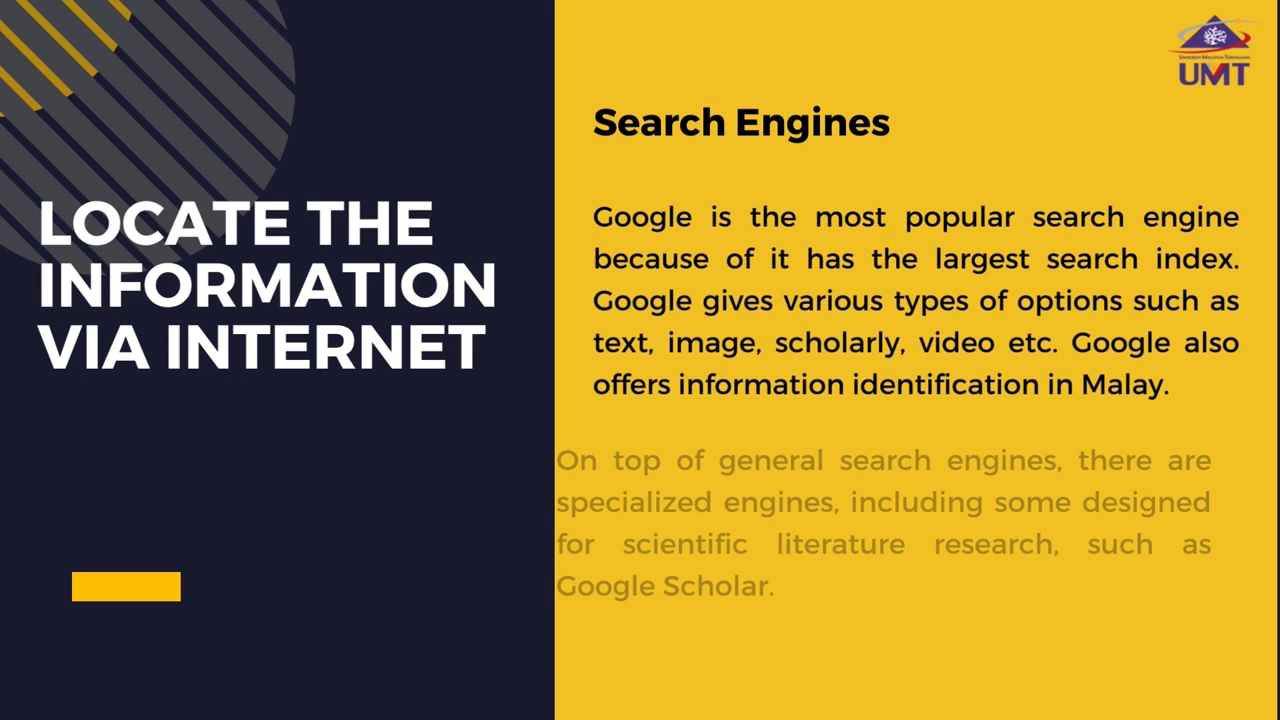 LOCATE THE
INFORMATION
VIA INTERNET
Search Engines
Google is the most popular search engine
because of it has the largest search index.
Google gives various types of options such as
text, image, scholarly, video etc. Google also
offers information identification in Malay.
On top of general search engines, there are
specialized engines, including some designed
for scientific literature research, such as
Google Scholar.
UNIVERSITI MALAYSIA TERENGGANU
UMT